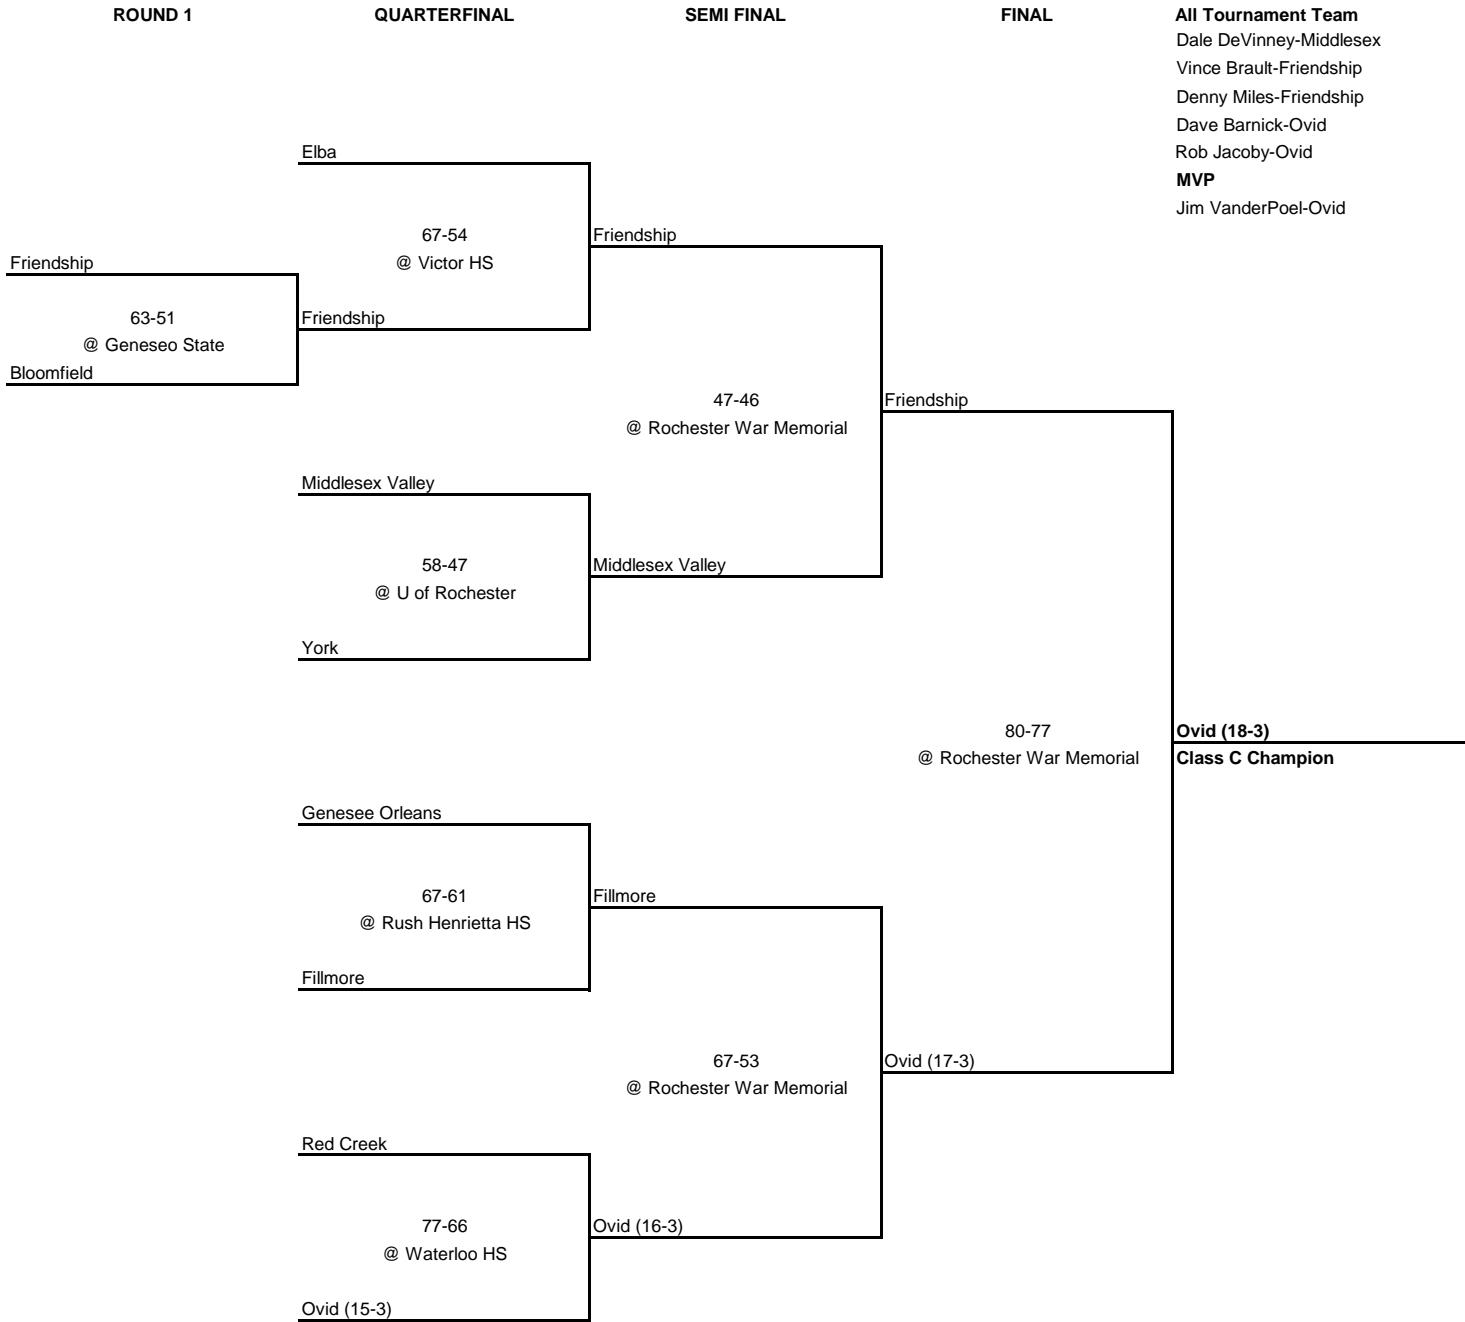 ROUND 1
QUARTERFINAL
SEMI FINAL
FINAL
All Tournament Team
Dale DeVinney-Middlesex
Vince Brault-Friendship
Denny Miles-Friendship
Dave Barnick-Ovid
Rob Jacoby-Ovid
MVP
Jim VanderPoel-Ovid
Friendship
63-51
@ Geneseo State
Bloomfield
Elba
67-54
@ Victor HS
Friendship
Middlesex Valley
58-47
@ U of Rochester
York
Genesee Orleans
67-61
@ Rush Henrietta HS
Fillmore
Red Creek
77-66
@ Waterloo HS
Ovid (15-3)
Friendship
47-46
@ Rochester War Memorial
Middlesex Valley
Fillmore
67-53
@ Rochester War Memorial
Ovid (16-3)
Friendship
80-77
@ Rochester War Memorial
Ovid (17-3)
Ovid (18-3)
Class C Champion